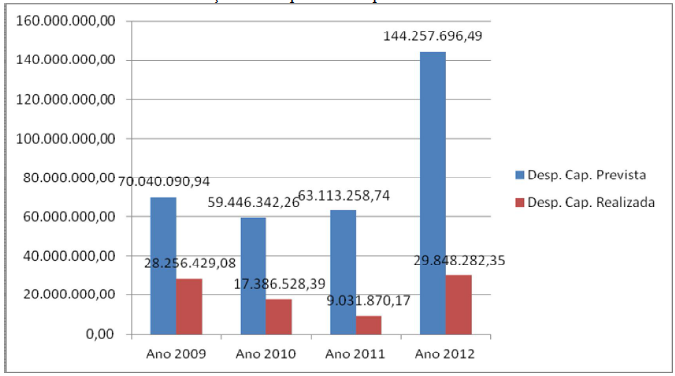 160.000.000,00
140.000.000,00
120.000.000,00
100.000.000,00
80.000.000,00
60.000.000,00
40.000.000,00
20.000.000,00
0,00
70.040.090,94
28.256.429,08
59.446.342,26
17.386.528,39
63.113.258,74
9.031.870,17
144.257.696,49
29.848.282,35
Ano 2009
Ano 2010
Ano 2011
Ano 2012
Desp. Cap. Prevista
Desp. Cap. Realizada